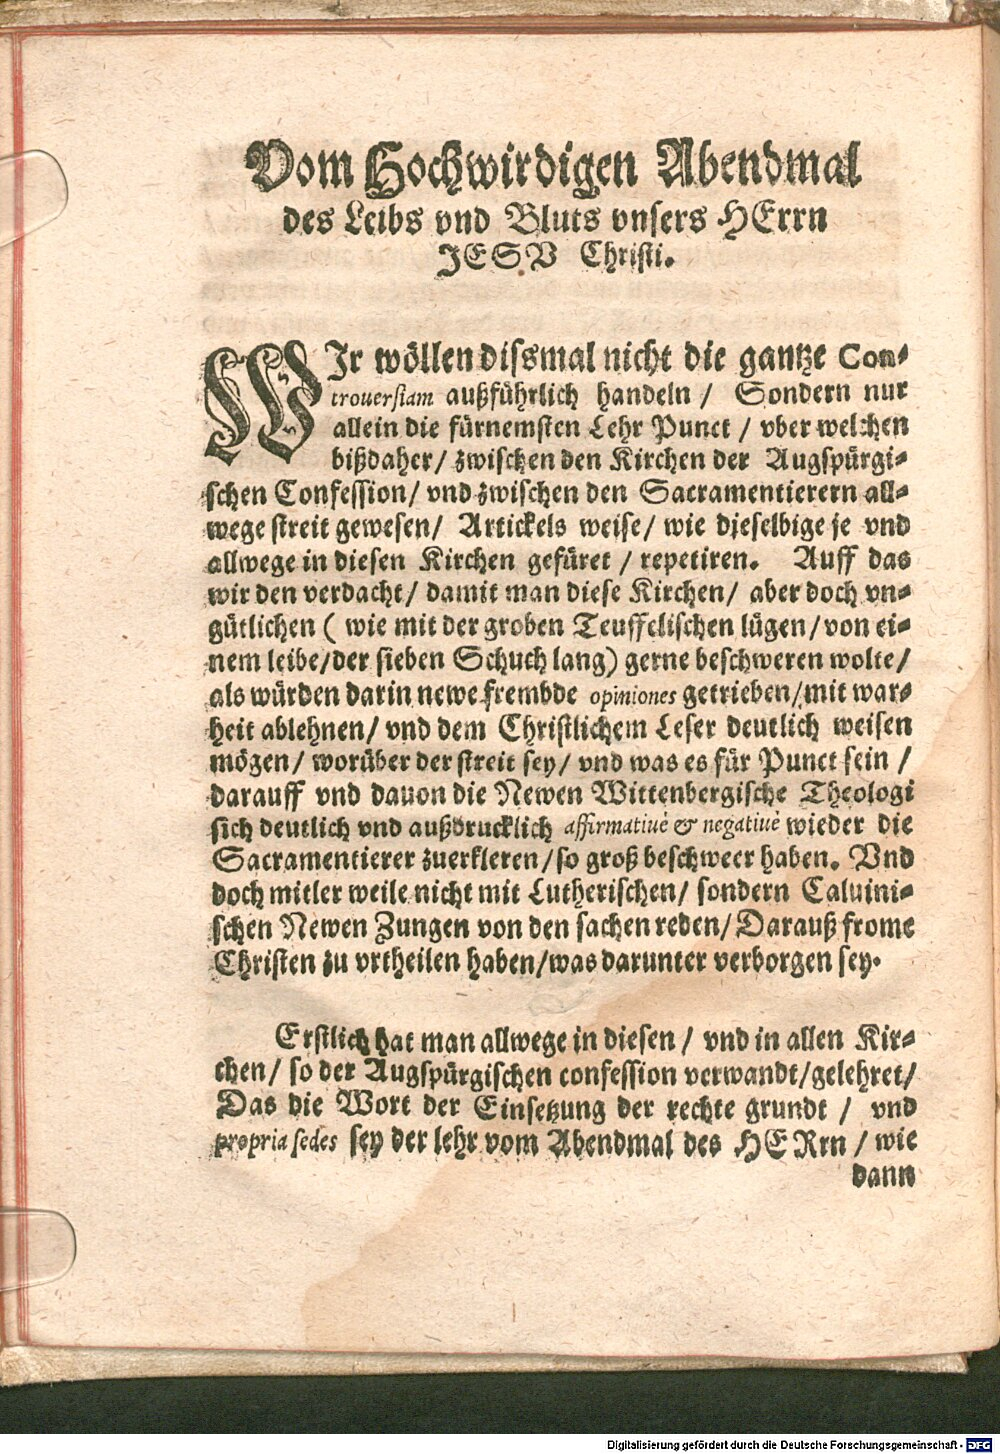 Vom Hochwirdigen Abendmal
des Leibs vnd Bluts vnsers HErrn
JESV Christi.
WJr wöllen dissmal nicht die gantze Con-
trouersiam außführlich handeln / Sondern nur
allein die fürnemsten Lehr Punct / vber welchen
bißdaher / zwischen den Kirchen der Augspürgi-
schen Confession / vnd zwischen den Sacramentierern all-
wege streit gewesen / Artickels weise / wie dieselbige je vnd
allwege in diesen Kirchen gefüret / repetiren. Auff das
wir den verdacht / damit man diese Kirchen / aber doch vn-
gütlichen ( wie mit der groben Teuffelischen lügen / von ei-
nem leibe / der sieben Schuch lang) gerne beschweren wolte /
als würden darin newe frembde opiniones getrieben / mit war-
heit ablehnen / vnd dem Christlichem Leser deutlich weisen
mögen / worüber der streit sey / vnd was es für Punct sein /
darauff vnd dauon die Newen Wittenbergische Theologi
sich deutlich vnd außdrucklich affirmatiuè & negatiuè wieder die
Sacramentierer zuerkleren / so groß beschweer haben. Vnd
doch mitler weile nicht mit Lutherischen / sondern Caluini-
schen Newen Zungen von den sachen reden / Darauß frome
Christen zu vrtheilen haben / was darunter verborgen sey.
Erstlich hat man allwege in diesen / vnd in allen Kir-
chen / so der Augspürgischen confession verwandt / gelehret /
Das die Wort der Einsetzung der rechte grundt / vnd
propria sedes sey der lehr vom Abendmal des HERrn / wie
dann
Digitalisierung gefördert durch die Deutsche Forschungsgemeinschaft - DFG